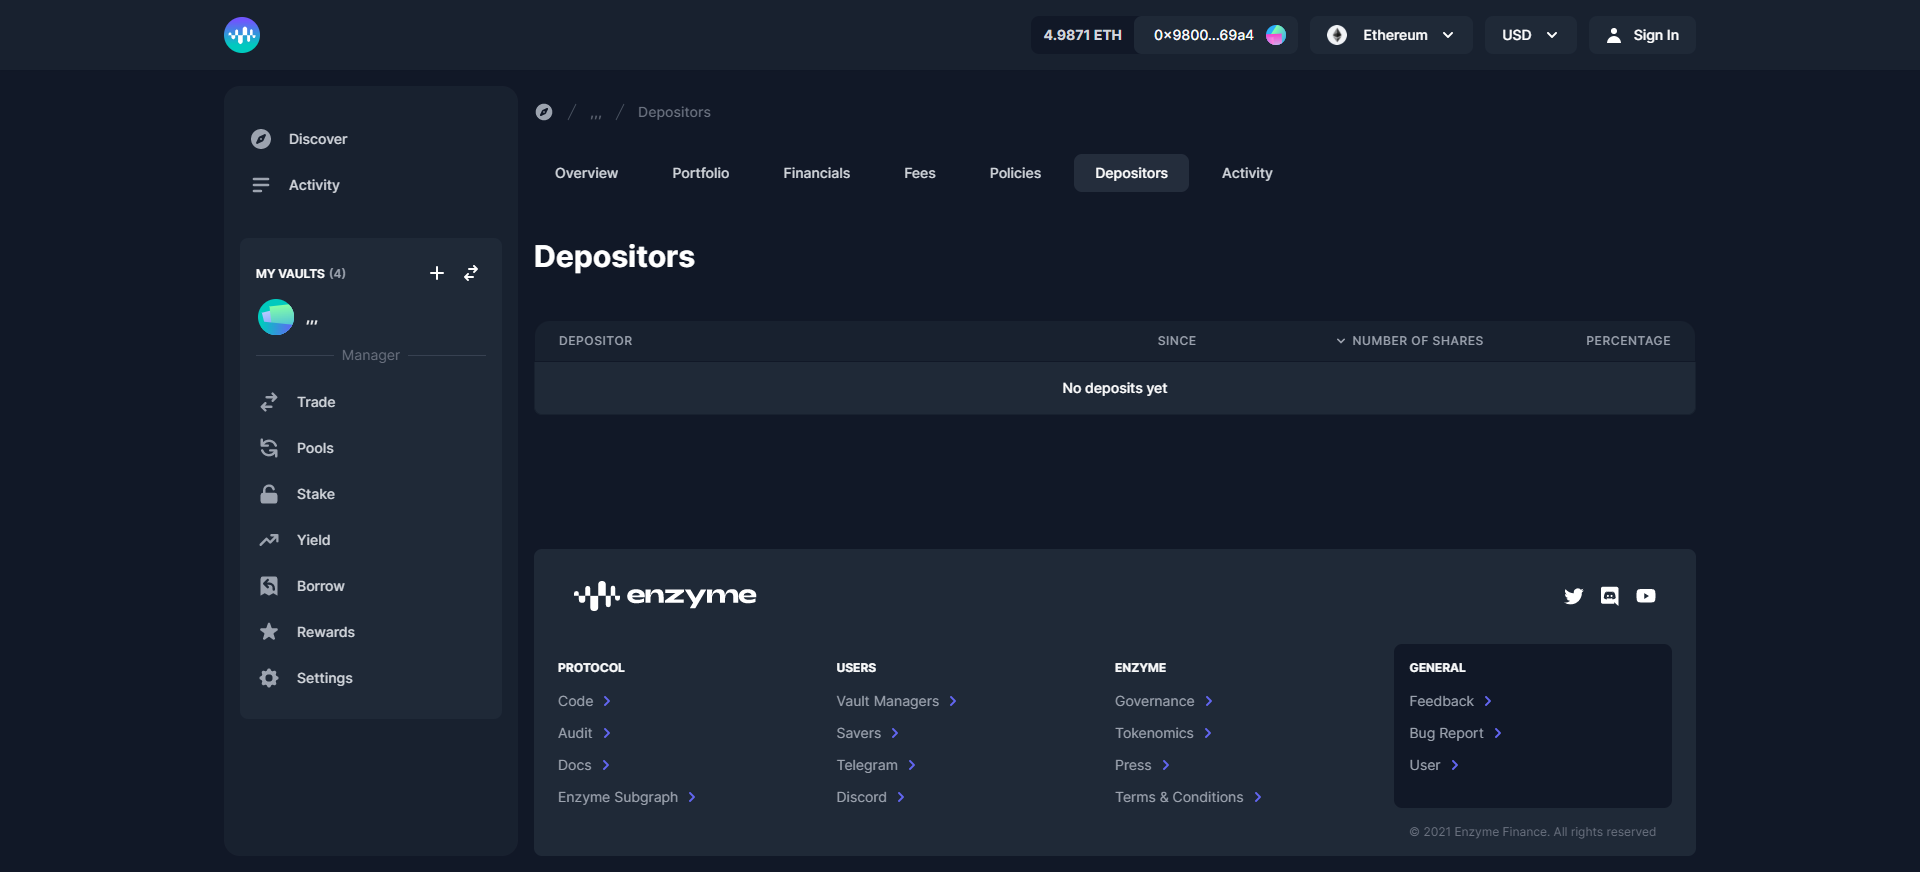 4.9871 ETH 0×9800...69a4 Ethereum USD Sign In
Discover
Activity
MY VAULTS (4)
,,,
Manager
Trade
Pools
Stake
Yield
Borrow
Rewards
Settings
/ ,,, / Depositors
Overview Portfolio Financials Fees Policies Depositors Activity
Depositors
DEPOSITOR SINCE NUMBER OF SHARES PERCENTAGE
No deposits yet
enzyme
PROTOCOL
Code
Audit
Docs
Enzyme Subgraph
USERS
Vault Managers
Savers
Telegram
Discord
ENZYME
Governance
Tokenomics
Press
Terms & Conditions
GENERAL
Feedback
Bug Report
User
© 2021 Enzyme Finance. All rights reserved